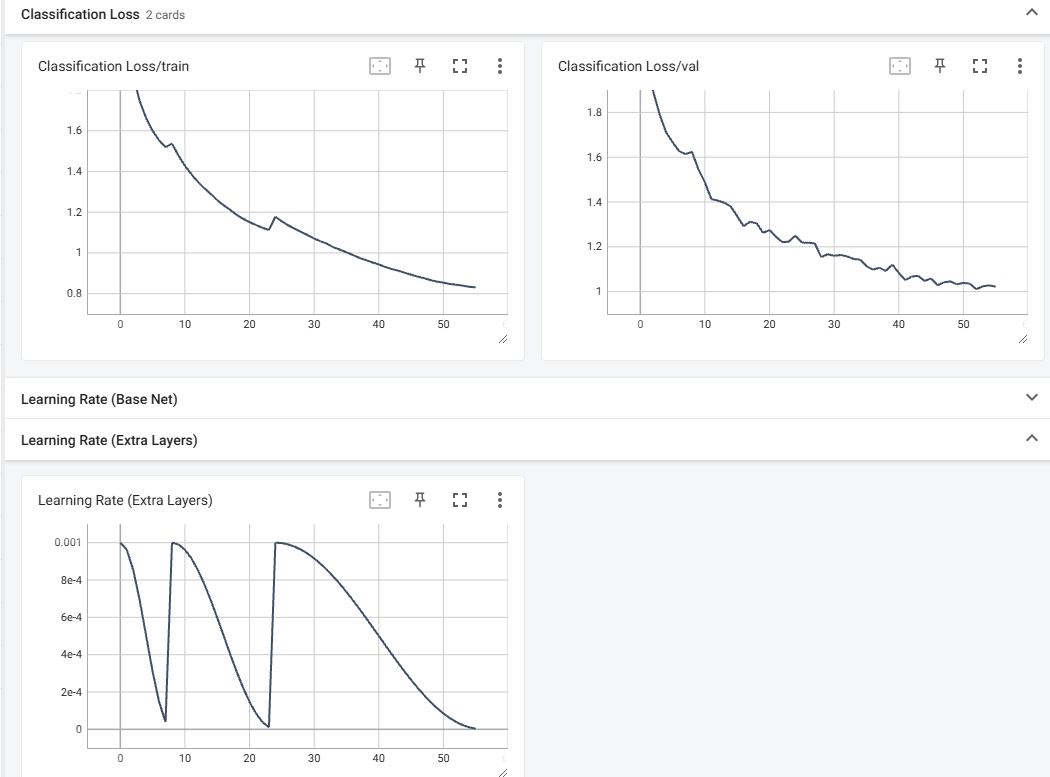 Classification Loss 2 cards
Classification Loss/train
1.6
1.4
1.2
1
0.8
0 10 20 30 40 50
Classification Loss/val
1.8
1.6
1.4
1.2
1
0 10 20 30 40 50
Learning Rate (Base Net)
Learning Rate (Extra Layers)
Learning Rate (Extra Layers)
0.001
8e-4
6e-4
4e-4
2e-4
0
0 10 20 30 40 50